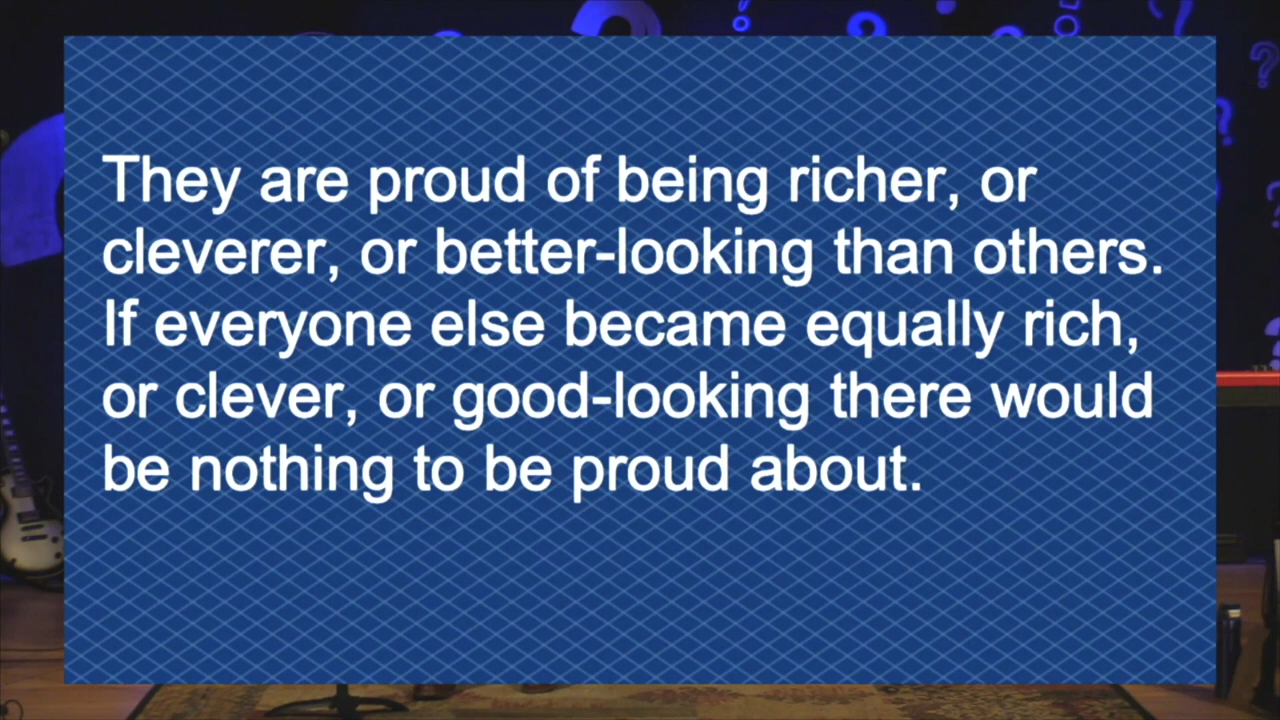 They are proud of being richer, or
cleverer, or better-looking than others.
If everyone else became equally rich,
or clever, or good-looking there would
be nothing to be proud about.